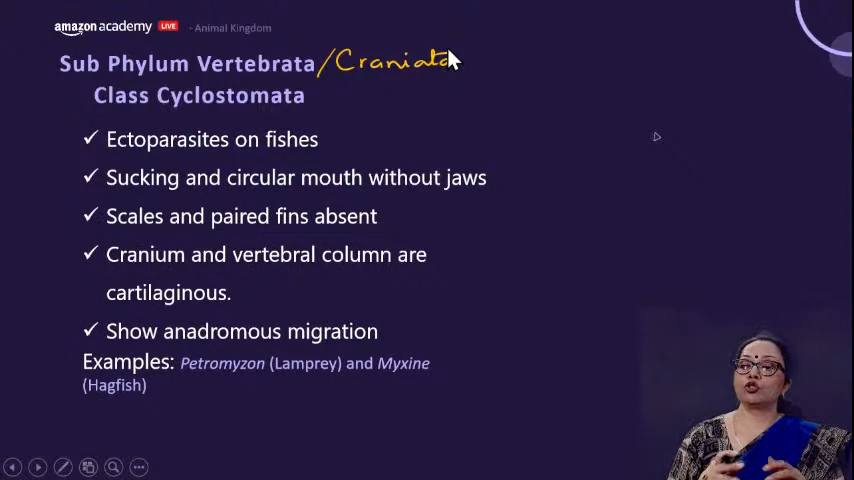 amazon academy LIVE - Animal Kingdom
Sub Phylum Vertebrata/Craniata
Class Cyclostomata
✓ Ectoparasites on fishes
✓ Sucking and circular mouth without jaws
✓ Scales and paired fins absent
✓ Cranium and vertebral column are
cartilaginous.
✓ Show anadromous migration
Examples: Petromyzon (Lamprey) and Myxine
(Hagfish)